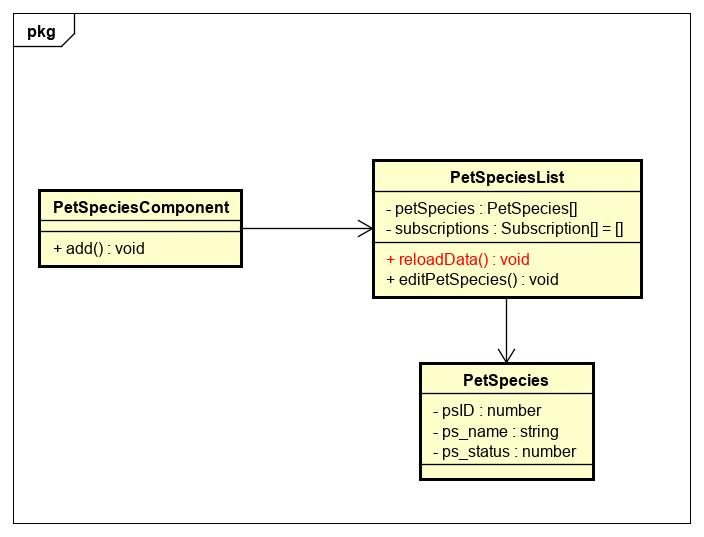 pkg
PetSpeciesComponent
+ add() : void
PetSpeciesList
- petSpecies : PetSpecies[]
- subscriptions : Subscription[] = []
+ reloadData() : void
+ editPetSpecies() : void
PetSpecies
- psID : number
- ps_name : string
- ps_status : number